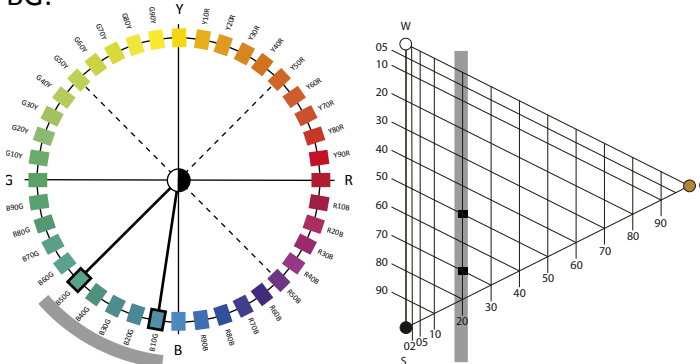 BG:
Y
Y10R
Y20R
Y30R
Y40R
Y50R
Y60R
Y70R
Y80R
Y90R
R
R10B
R20B
R30B
R40B
R50B
R60B
R70B
R80B
R90B
B
B10G
B20G
B30G
B40G
B50G
B60G
B70G
B80G
B90G
G
G10Y
G20Y
G30Y
G40Y
G50Y
G60Y
G70Y
G80Y
G90Y
W
05
10
20
30
40
50
60
70
80
90
S
02
05
10
20
30
40
50
60
70
80
90